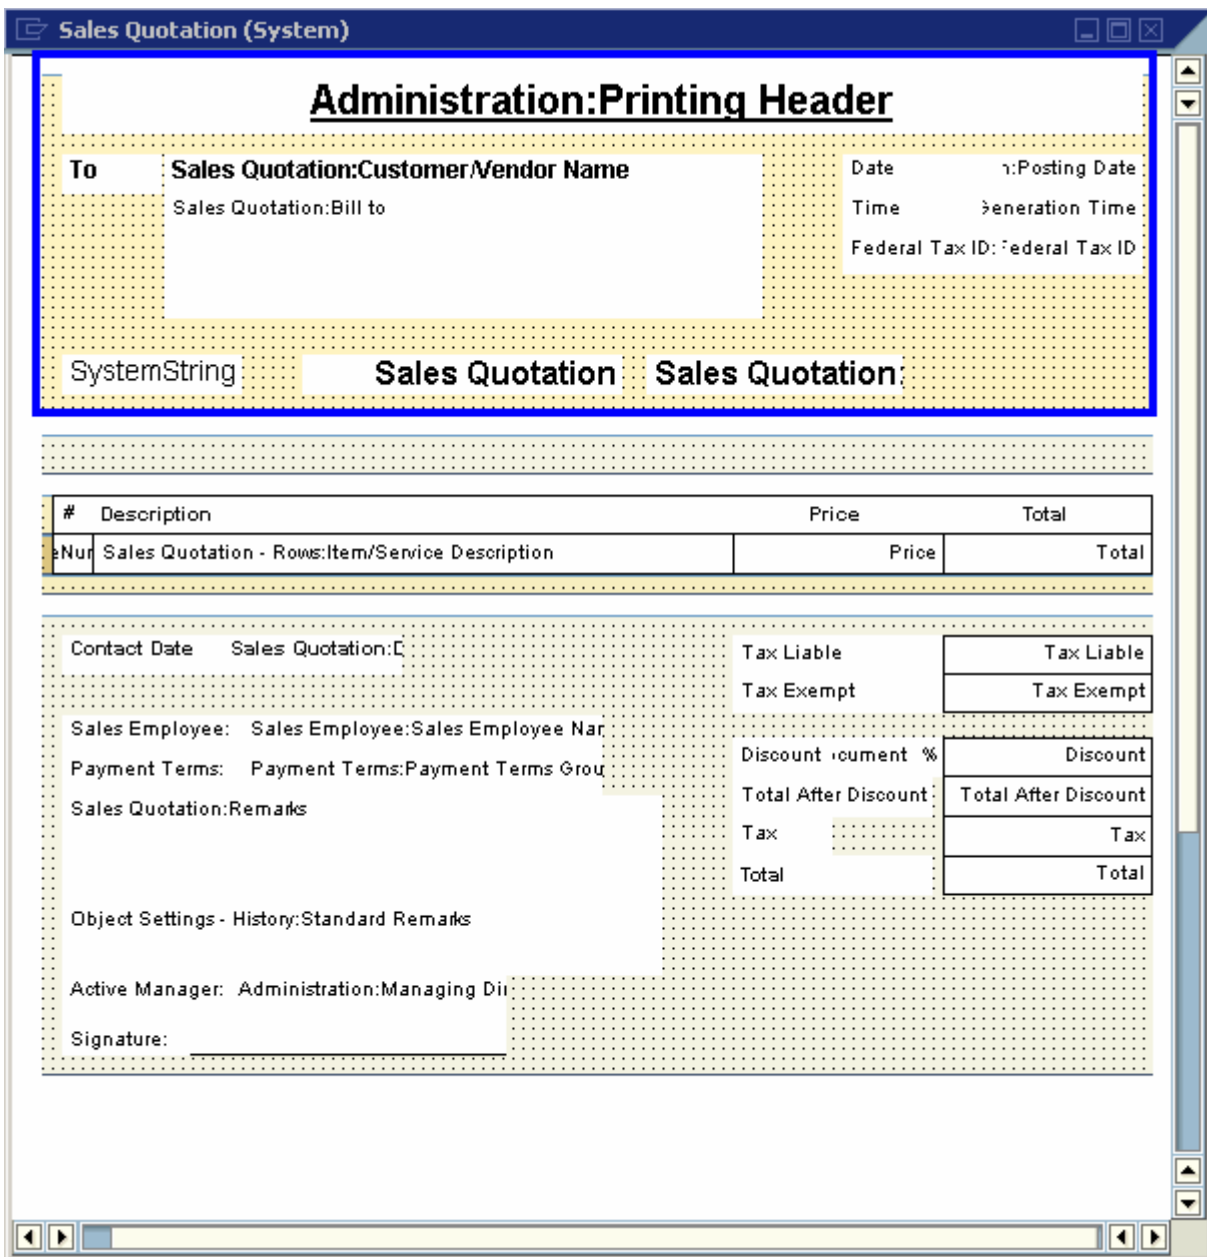 Sales Quotation (System)
Administration:Printing Header
To Sales Quotation:Customer/Vendor Name Date :Posting Date
Sales Quotation:Bill to Time Generation Time
Federal Tax ID: Federal Tax ID
SystemString Sales Quotation Sales Quotation:
# Description Price Total
eNur Sales Quotation - Rows:Item/Service Description Price Total
Contact Date Sales Quotation:D Tax Liable Tax Liable
Tax Exempt Tax Exempt
Sales Employee: Sales Employee:Sales Employee Nar
Payment Terms: Payment Terms:Payment Terms Grou Discount cument % Discount
Sales Quotation:Remarks Total After Discount Total After Discount
Tax Tax
Total Total
Object Settings - History:Standard Remarks
Active Manager: Administration:Managing Dir
Signature: